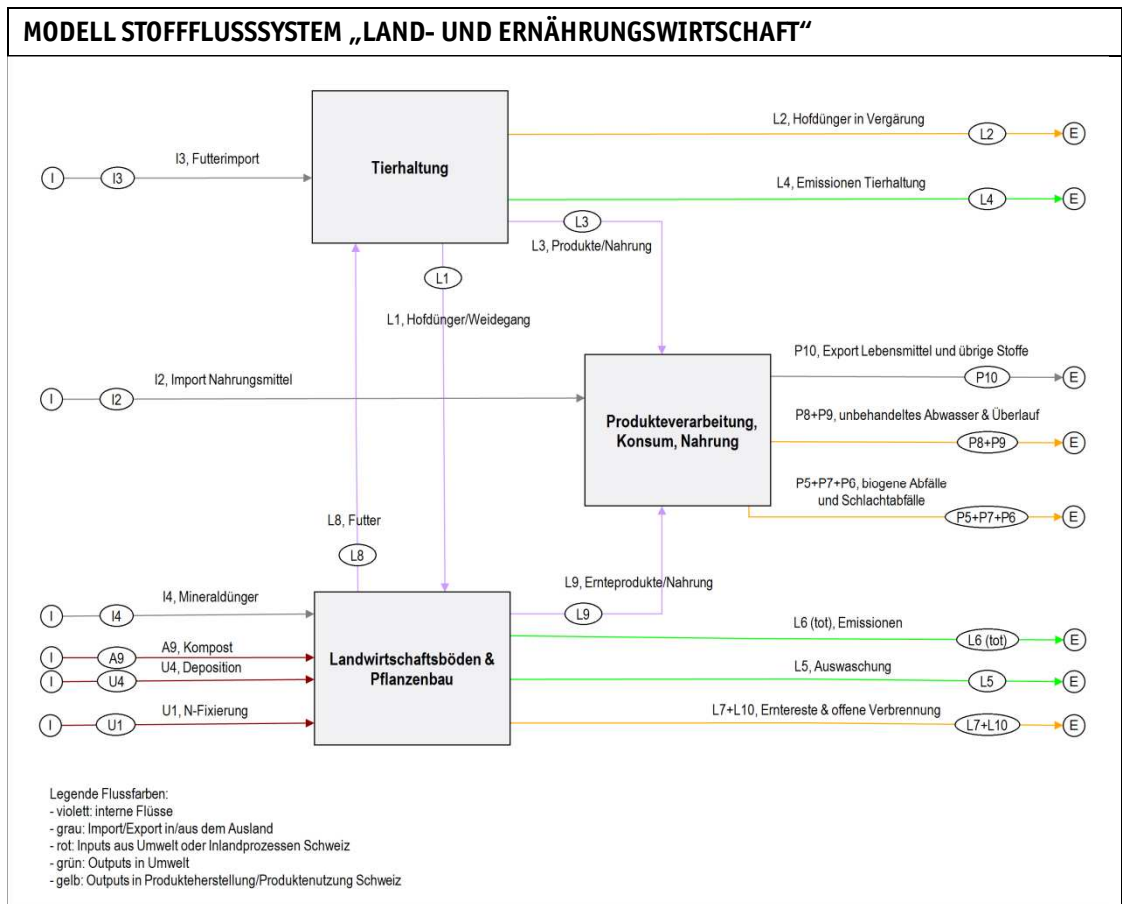 MODELL STOFFFLUSSSYSTEM „LAND- UND ERNÄHRUNGSWIRTSCHAFT“
L2, Hofdünger in Vergärung
L2
E
I
I3
I3, Futterimport
Tierhaltung
L4, Emissionen Tierhaltung
L4
E
L3
L3, Produkte/Nahrung
L1
L1, Hofdünger/Weidegang
P10, Export Lebensmittel und übrige Stoffe
P10
E
I
I2
I2, Import Nahrungsmittel
Produkteverarbeitung,
Konsum, Nahrung
P8+P9, unbehandeltes Abwasser & Überlauf
P8+P9
E
P5+P7+P6, biogene Abfälle
und Schlachtabfälle
P5+P7+P6
E
L8, Futter
L8
L9, Ernteprodukte/Nahrung
L9
I
I4
I4, Mineraldünger
I
A9
A9, Kompost
I
U4
U4, Deposition
I
U1
U1, N-Fixierung
Landwirtschaftsböden &
Pflanzenbau
L6 (tot), Emissionen
L6 (tot)
E
L5, Auswaschung
L5
E
L7+L10, Erntereste & offene Verbrennung
L7+L10
E
Legende Flussfarben:
- violett: interne Flüsse
- grau: Import/Export in/aus dem Ausland
- rot: Inputs aus Umwelt oder Inlandprozessen Schweiz
- grün: Outputs in Umwelt
- gelb: Outputs in Produkteherstellung/Produktenutzung Schweiz